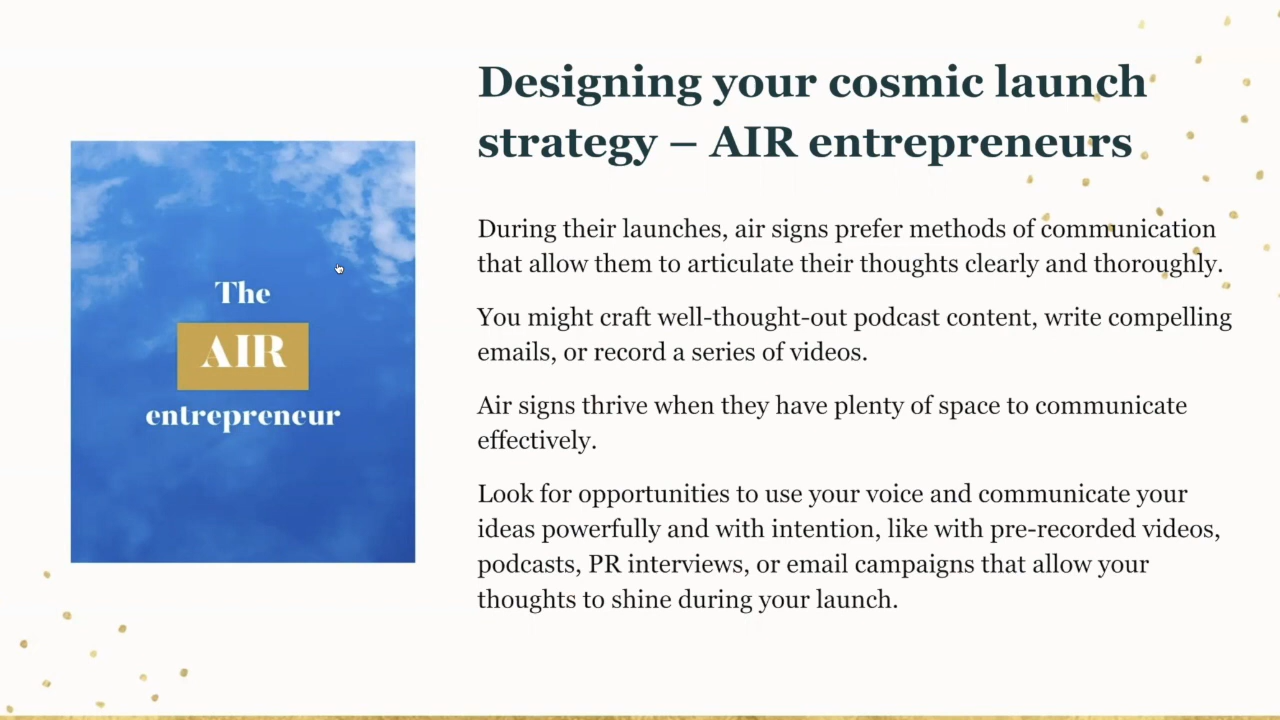 Designing your cosmic launch
strategy – AIR entrepreneurs
The
AIR
entrepreneur
During their launches, air signs prefer methods of communication
that allow them to articulate their thoughts clearly and thoroughly.
You might craft well-thought-out podcast content, write compelling
emails, or record a series of videos.
Air signs thrive when they have plenty of space to communicate
effectively.
Look for opportunities to use your voice and communicate your
ideas powerfully and with intention, like with pre-recorded videos,
podcasts, PR interviews, or email campaigns that allow your
thoughts to shine during your launch.